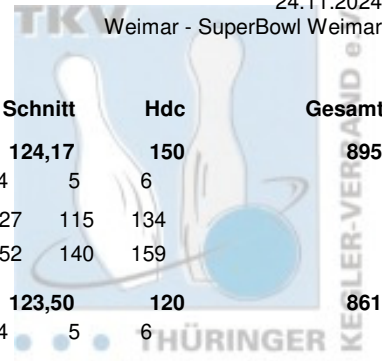 24.11.2024
TKV
Weimar - SuperBowl Weimar
Schnitt Hdc Gesamt
124,17 150 895
4 5 6
27 115 134
52 140 159
123,50 120 861
4 5 6
THÜRINGER
KEGLER-VERBAND e.V.